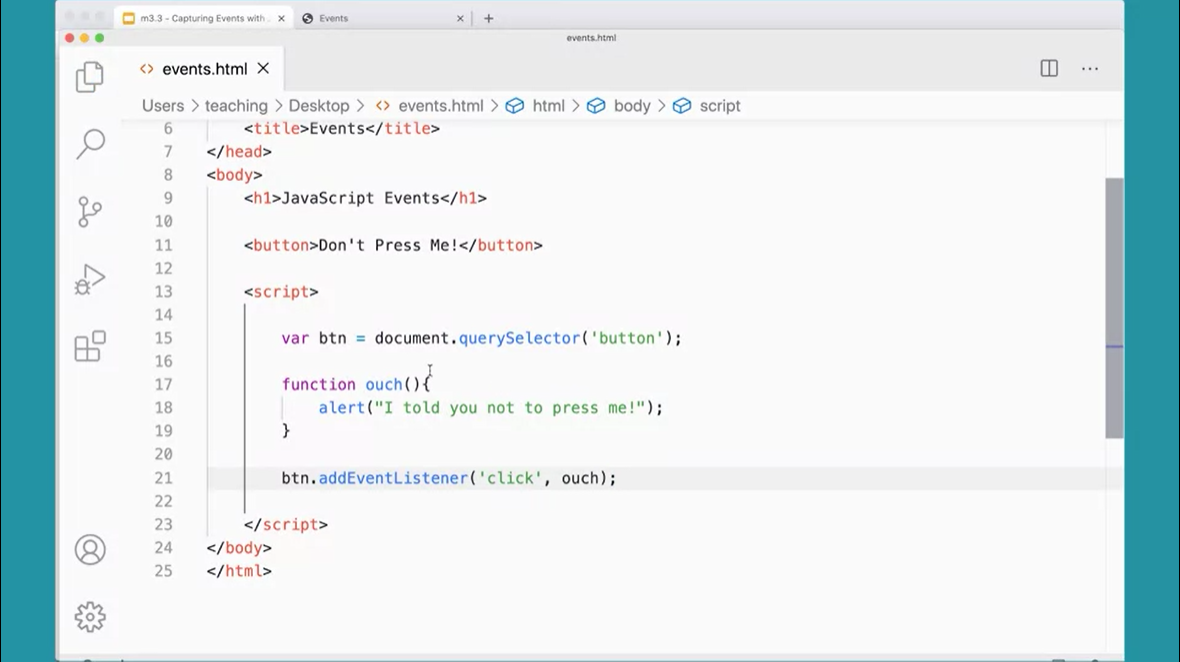 m3.3 - Capturing Events with
Events
events.html
events.html
Users > teaching > Desktop > events.html > html > body > script
6 <title>Events</title>
7 </head>
8 <body>
9 <h1>JavaScript Events</h1>
10
11 <button>Don't Press Me!</button>
12
13 <script>
14
15 var btn = document.querySelector('button');
16
17 function ouch(){
18 alert("I told you not to press me!");
19 }
20
21 btn.addEventListener('click', ouch);
22
23 </script>
24 </body>
25 </html>